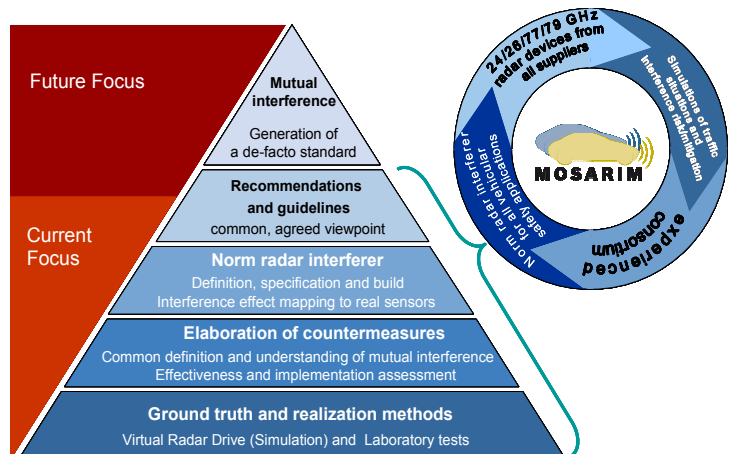 Future Focus
Mutual
interference
Generation of
a de-facto standard
Recommendations
and guidelines
common, agreed viewpoint
Current
Focus
Norm radar interferer
Definition, specification and build
Interference effect mapping to real sensors
Elaboration of countermeasures
Common definition and understanding of mutual interference
Effectiveness and implementation assessment
Ground truth and realization methods
Virtual Radar Drive (Simulation) and Laboratory tests
24/26/77/79 GHz
radar devices from
all suppliers
Simulations of traffic
situations and
interference risk/mitigation
experienced
consortium
Norm radar interferer
for all vehicular
safety applications
MOSARIM